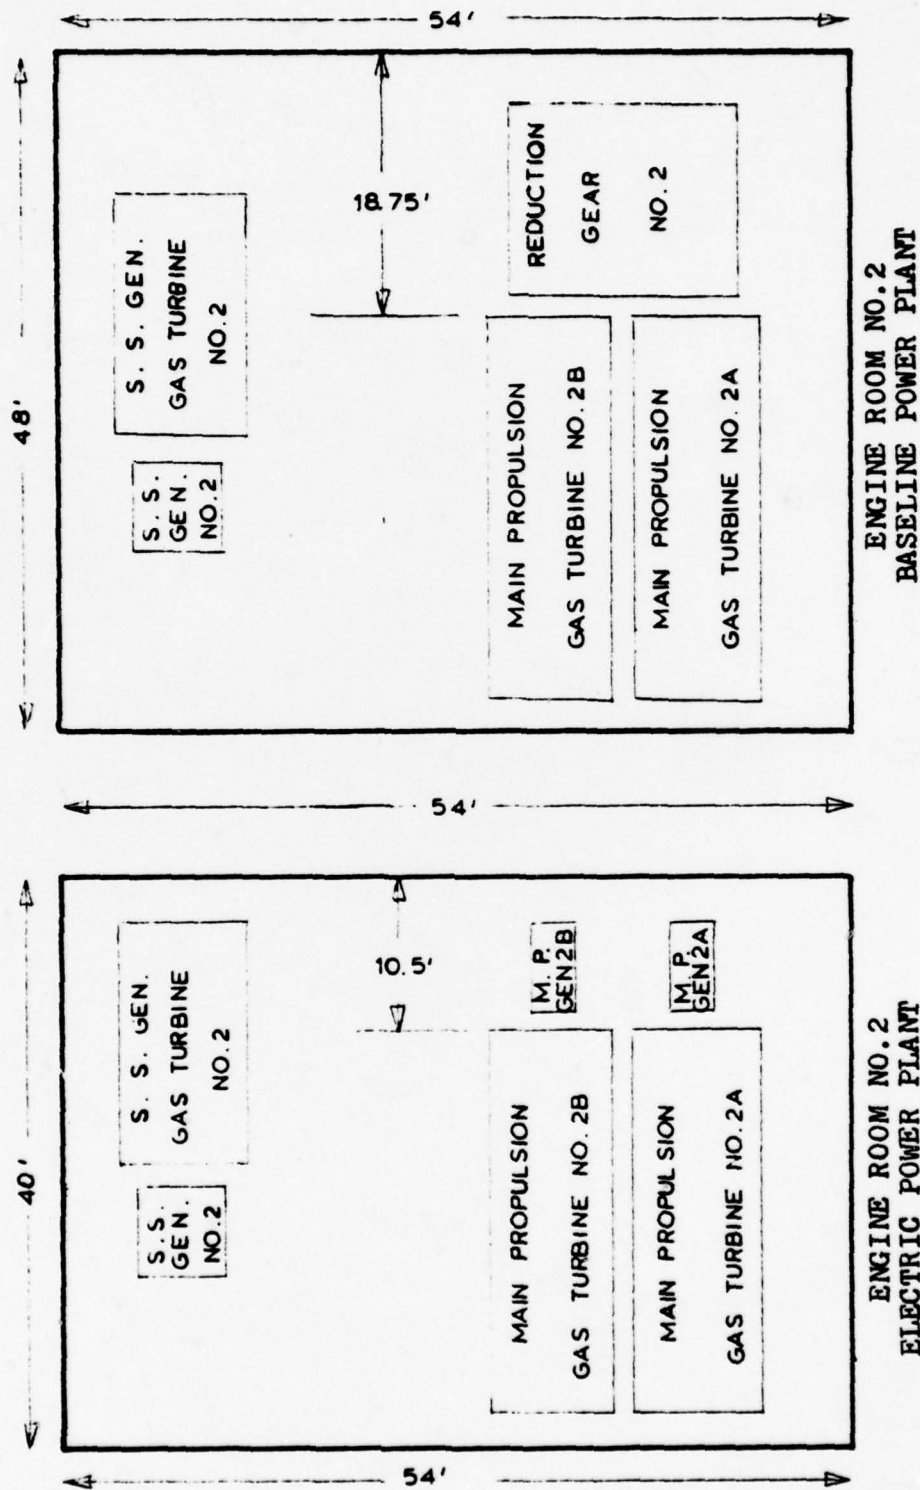 40'
54'
S. S. GEN.
GAS TURBINE
NO.2
S.S.
GEN.
NO.2
10.5'
MAIN PROPULSION
GAS TURBINE NO. 2B
M. P.
GEN 2B
MAIN PROPULSION
GAS TURBINE NO. 2A
M. P.
GEN 2A
54'
ENGINE ROOM NO.2
ELECTRIC POWER PLANT
48'
S. S. GEN.
GAS TURBINE
NO.2
S. S.
GEN.
NO.2
18.75'
54'
MAIN PROPULSION
GAS TURBINE NO. 2B
REDUCTION
GEAR
NO. 2
MAIN PROPULSION
GAS TURBINE NO. 2A
ENGINE ROOM NO.2
BASELINE POWER PLANT